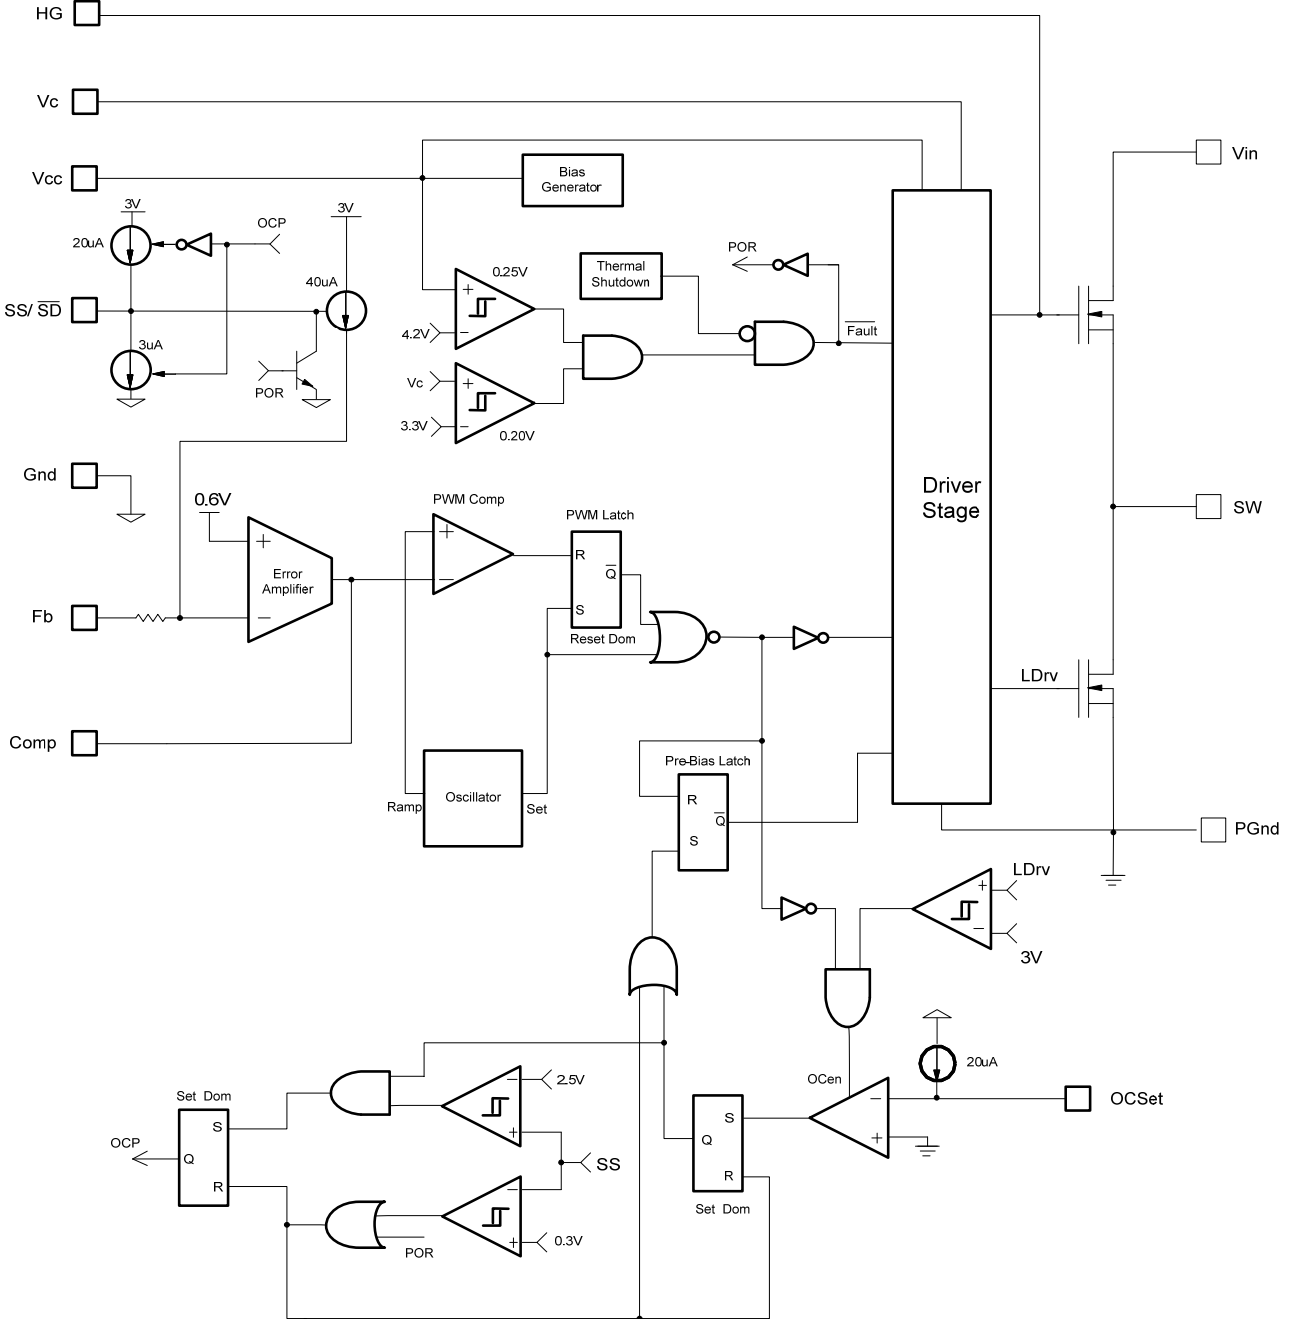 HG
Vc
Vcc
Bias
Generator
Vin
3V
OCP
3V
20uA
SS/ SD
40uA
3uA
POR
0.25V
+
4.2V
−
Vc
+
3.3V
−
0.20V
Thermal
Shutdown
POR
Fault
Gnd
0.6V
+
Error
Amplifier
−
Fb
Comp
PWM Comp
+
−
PWM Latch
R
Q
S
Reset Dom
Driver
Stage
SW
LDrv
Oscillator
Ramp
Set
Pre-Bias Latch
R
Q
S
PGnd
LDrv
+
−
3V
20uA
OCen
−
+
OCSet
2.5V
−
+
SS
−
+
0.3V
POR
Set Dom
S
Q
R
OCP
S
Q
R
Set Dom